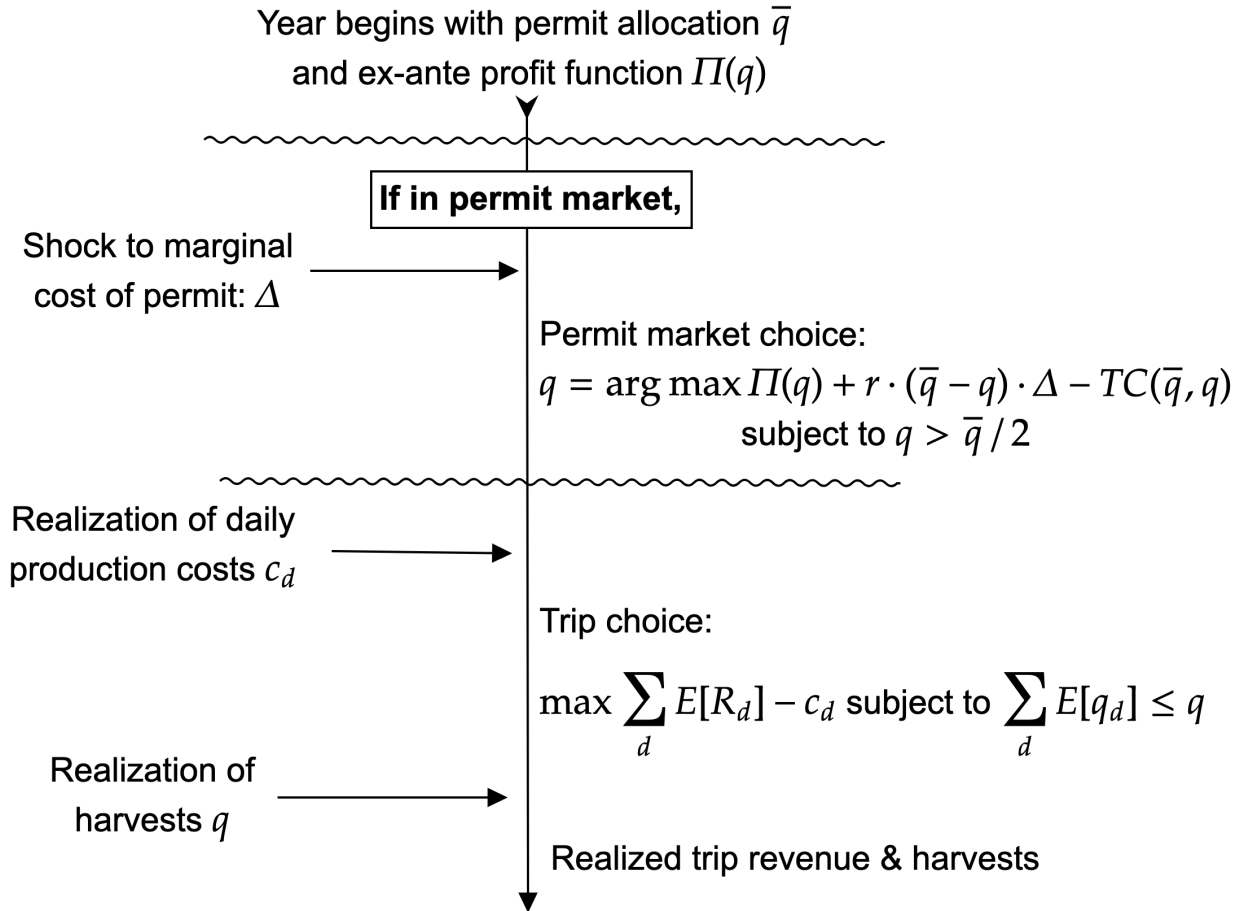 Year begins with permit allocation q̅
and ex-ante profit function Π(q)
If in permit market,
Shock to marginal
cost of permit: Δ
Permit market choice:
q = arg max Π(q) + r · (q̅ − q) · Δ − TC(q̅, q)
subject to q > q̅ / 2
Realization of daily
production costs c_d
Trip choice:
max ∑_d E[R_d] − c_d subject to ∑_d E[q_d] ≤ q
Realization of
harvests q
Realized trip revenue & harvests